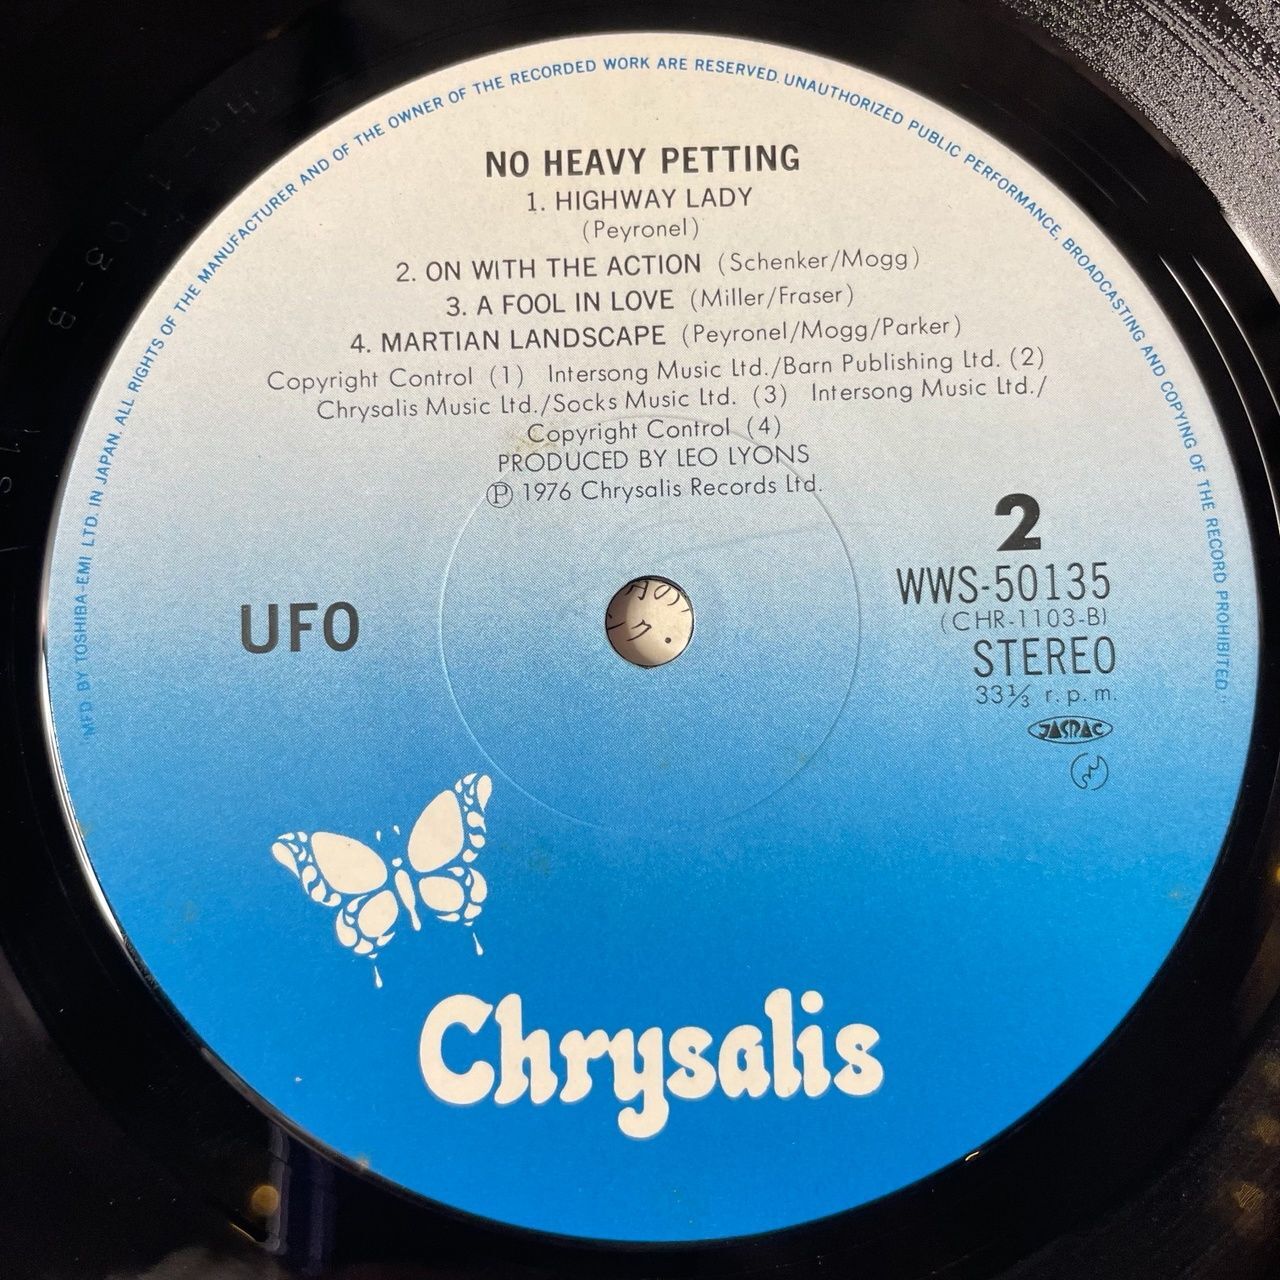 MFD. BY TOSHIBA-EMI LTD. IN JAPAN. ALL RIGHTS OF THE MANUFACTURER AND OF THE OWNER OF THE RECORDED WORK ARE RESERVED. UNAUTHORIZED PUBLIC PERFORMANCE, BROADCASTING AND COPYING OF THE RECORD PROHIBITED.
NO HEAVY PETTING
1. HIGHWAY LADY
(Peyronel)
2. ON WITH THE ACTION (Schenker/Mogg)
3. A FOOL IN LOVE (Miller/Fraser)
4. MARTIAN LANDSCAPE (Peyronel/Mogg/Parker)
Copyright Control (1) Intersong Music Ltd./Barn Publishing Ltd. (2)
Chrysalis Music Ltd./Socks Music Ltd. (3) Intersong Music Ltd./
Copyright Control (4)
PRODUCED BY LEO LYONS
Ⓟ 1976 Chrysalis Records Ltd.
2
WWS-50135
(CHR-1103-B)
STEREO
33⅓ r.p.m.
JASRAC
UFO
Chrysalis